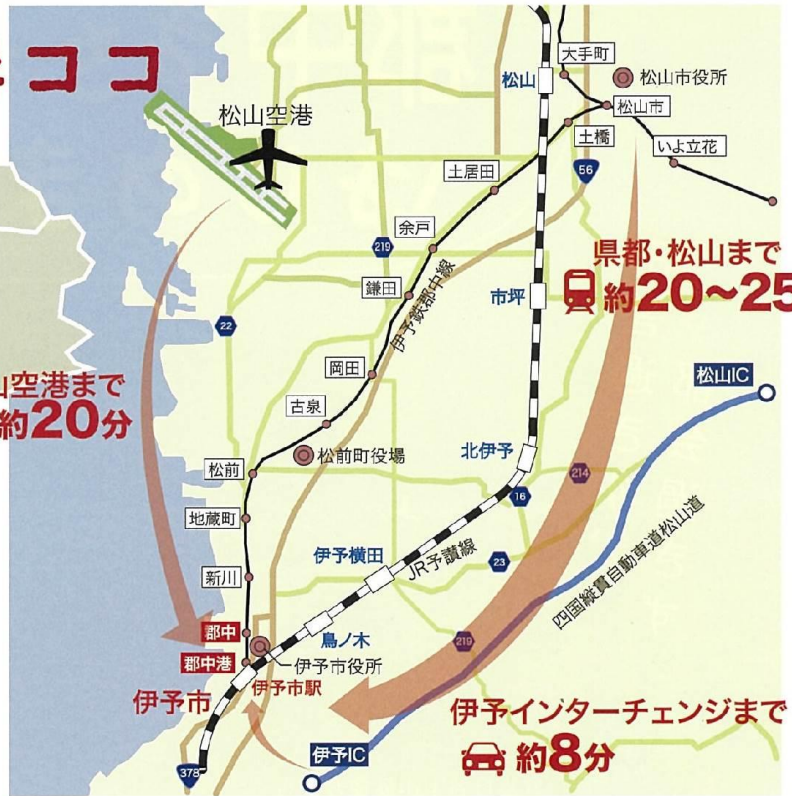 ココ
大手町
松山
松山市役所
松山空港
松山市
土橋
いよ立花
土居田
56
余戸
219
県都・松山まで
鎌田
伊予鉄郡中線
市坪
約20~25
22
岡田
松山IC
山空港まで
約20分
古泉
松前町役場
北伊予
松前
214
16
地蔵町
伊予横田
JR予讃線
23
四国縦貫自動車道松山道
新川
郡中
鳥ノ木
219
郡中港
伊予市役所
伊予市
伊予市駅
伊予インターチェンジまで
伊予IC
約8分
378